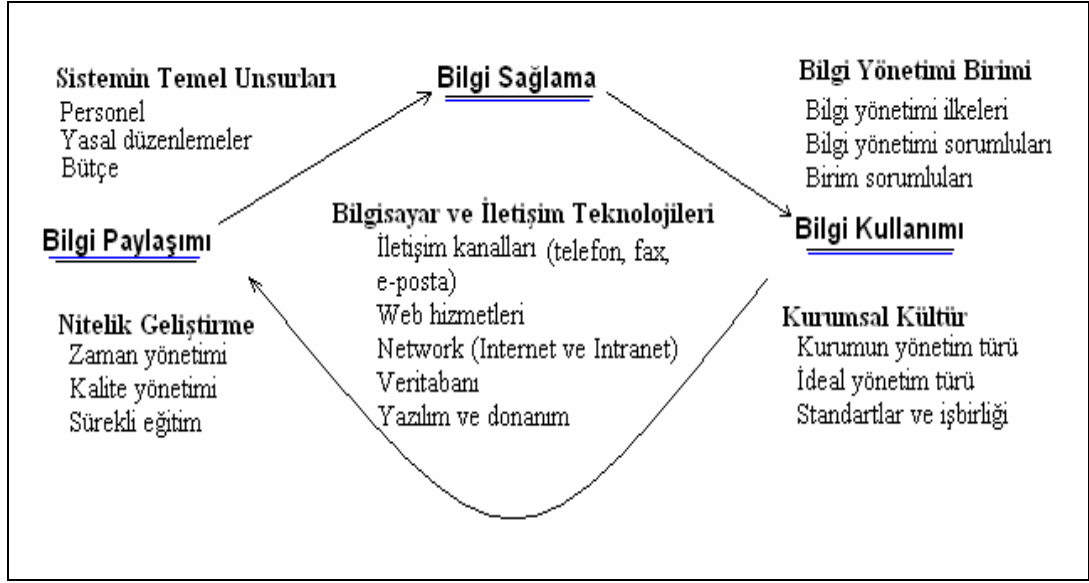 Sistemin Temel Unsurları
Personel
Yasal düzenlemeler
Bütçe
Bilgi Sağlama
Bilgi Yönetimi Birimi
Bilgi yönetimi ilkeleri
Bilgi yönetimi sorumluları
Birim sorumluları
Bilgi Paylaşımı
Bilgisayar ve İletişim Teknolojileri
İletişim kanalları (telefon, fax,
e-posta)
Web hizmetleri
Network (Internet ve Intranet)
Veritabanı
Yazılım ve donanım
Bilgi Kullanımı
Nitelik Geliştirme
Zaman yönetimi
Kalite yönetimi
Sürekli eğitim
Kurumsal Kültür
Kurumun yönetim türü
İdeal yönetim türü
Standartlar ve işbirliği